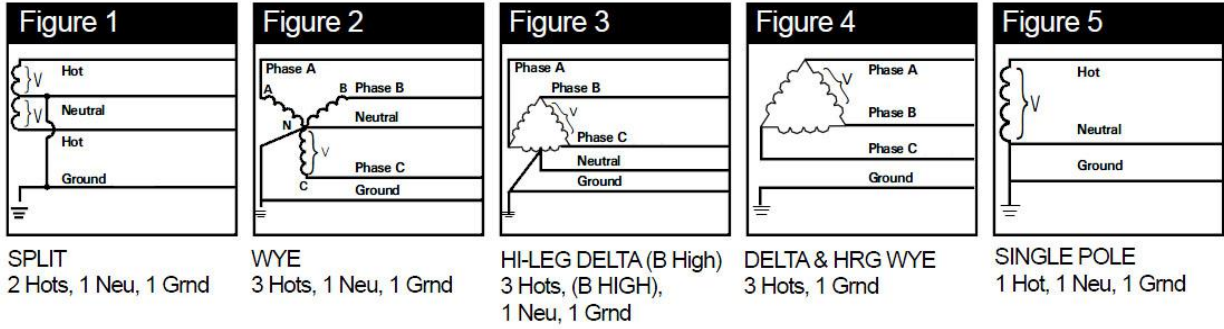 Figure 1
V
Hot
V
Neutral
Hot
Ground
SPLIT
2 Hots, 1 Neu, 1 Grnd
Figure 2
Phase A
A
B Phase B
N
Neutral
V
Phase C
C
Ground
WYE
3 Hots, 1 Neu, 1 Grnd
Figure 3
Phase A
Phase B
V
Phase C
Neutral
Ground
HI-LEG DELTA (B High)
3 Hots, (B HIGH),
1 Neu, 1 Grnd
Figure 4
Phase A
V
Phase B
Phase C
Ground
DELTA & HRG WYE
3 Hots, 1 Grnd
Figure 5
Hot
V
Neutral
Ground
SINGLE POLE
1 Hot, 1 Neu, 1 Grnd